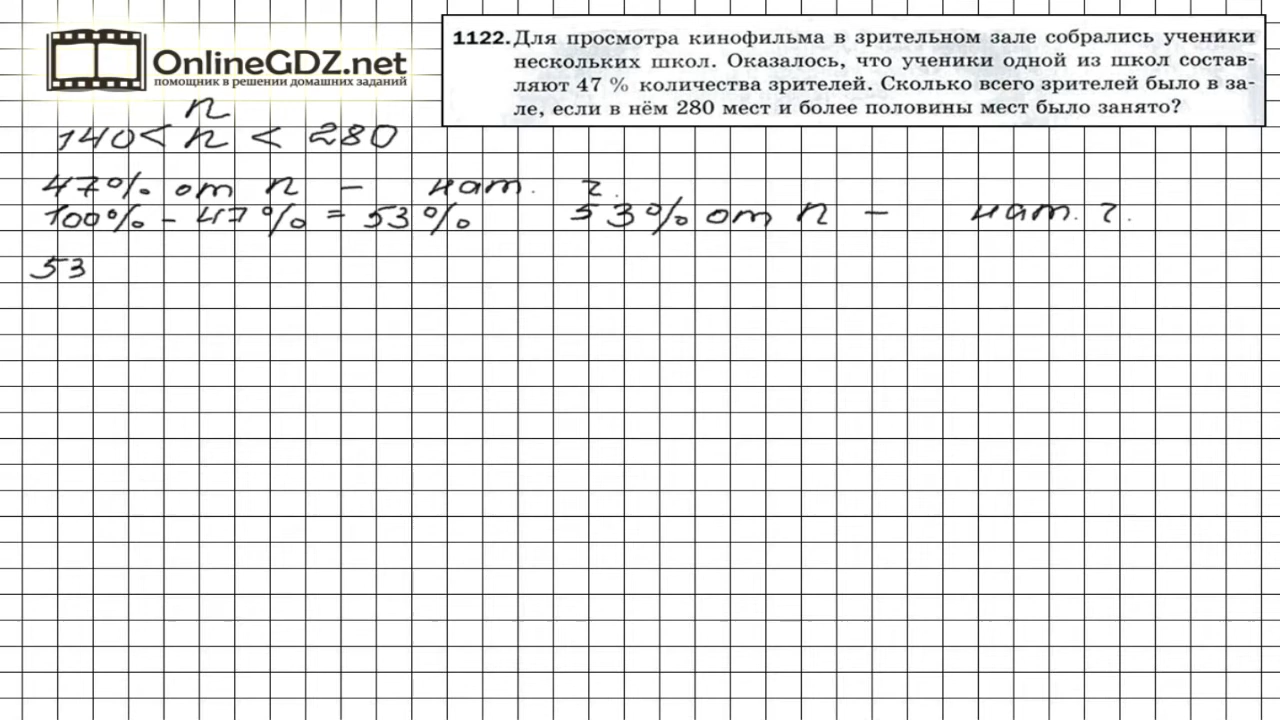 OnlineGDZ.net
помощник в решении домашних заданий
1122. Для просмотра кинофильма в зрительном зале собрались ученики
нескольких школ. Оказалось, что ученики одной из школ состав-
ляют 47 % количества зрителей. Сколько всего зрителей было в за-
ле, если в нём 280 мест и более половины мест было занято?
n
140 < n < 280
47% от n - нат. ч.
100% - 47% = 53% 53% от n - нат. ч.
53